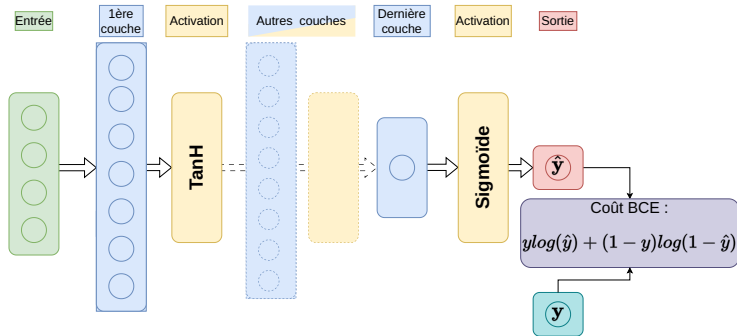 Entrée
1ère
couche
Activation
Autres couches
Dernière
couche
Activation
Sortie
TanH
Sigmoïde
ŷ
Coût BCE :
ylog(ŷ) + (1 − y)log(1 − ŷ)
y